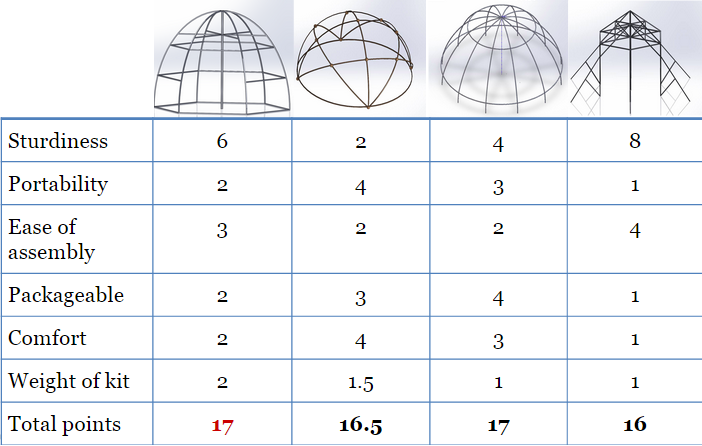 Sturdiness 6 2 4 8
Portability 2 4 3 1
Ease of 3 2 2 4
assembly
Packageable 2 3 4 1
Comfort 2 4 3 1
Weight of kit 2 1.5 1 1
Total points 17 16.5 17 16